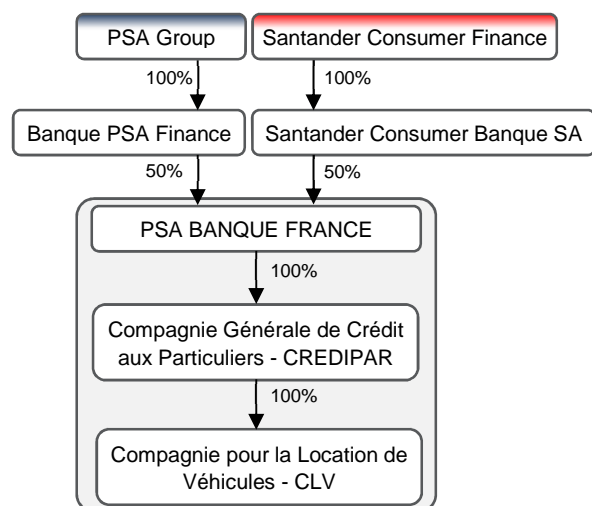 PSA Group
Santander Consumer Finance
100%
100%
Banque PSA Finance
Santander Consumer Banque SA
50%
50%
PSA BANQUE FRANCE
100%
Compagnie Générale de Crédit
aux Particuliers - CREDIPAR
100%
Compagnie pour la Location de
Véhicules - CLV